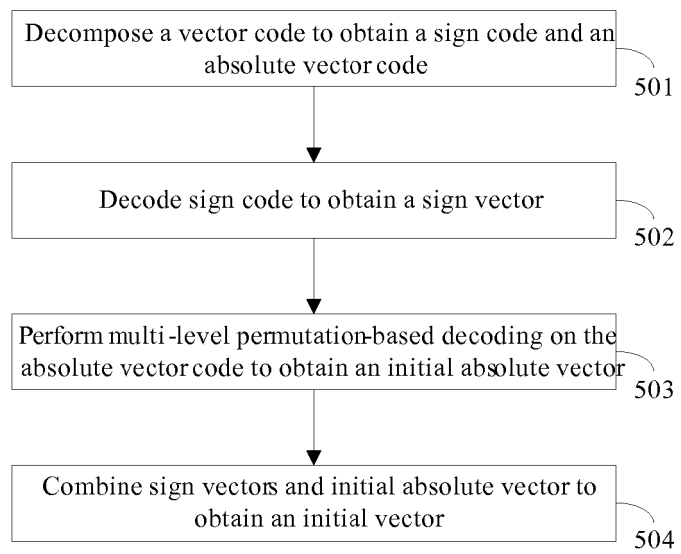 Decompose a vector code to obtain a sign code and an
absolute vector code
501
Decode sign code to obtain a sign vector
502
Perform multi-level permutation-based decoding on the
absolute vector code to obtain an initial absolute vector
503
Combine sign vectors and initial absolute vector to
obtain an initial vector
504